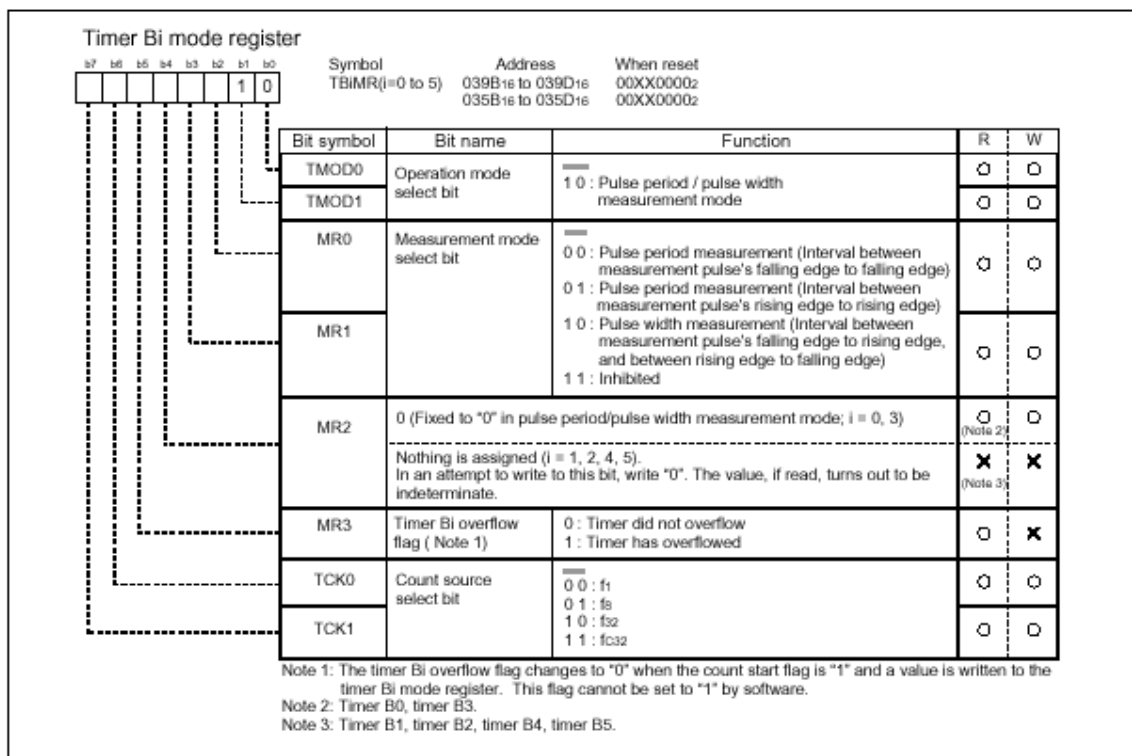 Timer Bi mode register
b7 b6 b5 b4 b3 b2 b1 b0
1 0
Symbol Address When reset
TBiMR(i=0 to 5) 039B16 to 039D16 00XX00002
035B16 to 035D16 00XX00002
Bit symbol Bit name Function R W
TMOD0
TMOD1
Operation mode
select bit
1 0 : Pulse period / pulse width
measurement mode
MR0
MR1
Measurement mode
select bit
0 0 : Pulse period measurement (Interval between
measurement pulse's falling edge to falling edge)
0 1 : Pulse period measurement (Interval between
measurement pulse's rising edge to rising edge)
1 0 : Pulse width measurement (Interval between
measurement pulse's falling edge to rising edge,
and between rising edge to falling edge)
1 1 : Inhibited
MR2
0 (Fixed to "0" in pulse period/pulse width measurement mode; i = 0, 3)
(Note 2)
Nothing is assigned (i = 1, 2, 4, 5).
In an attempt to write to this bit, write "0". The value, if read, turns out to be
indeterminate.
(Note 3)
MR3
Timer Bi overflow
flag ( Note 1)
0 : Timer did not overflow
1 : Timer has overflowed
TCK0
TCK1
Count source
select bit
0 0 : f1
0 1 : f8
1 0 : f32
1 1 : fC32
Note 1: The timer Bi overflow flag changes to "0" when the count start flag is "1" and a value is written to the
timer Bi mode register. This flag cannot be set to "1" by software.
Note 2: Timer B0, timer B3.
Note 3: Timer B1, timer B2, timer B4, timer B5.